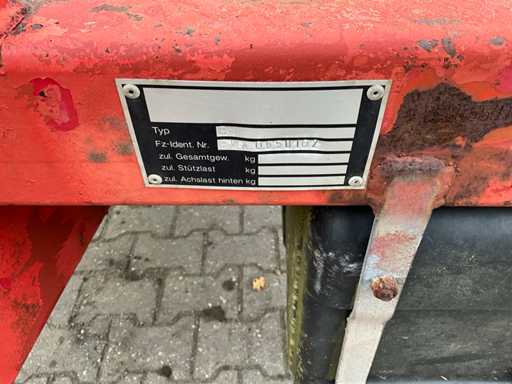 Typ
Fz-Ident. Nr.
zul. Gesamtgew. kg
zul. Stützlast kg
zul. Achslast hinten kg